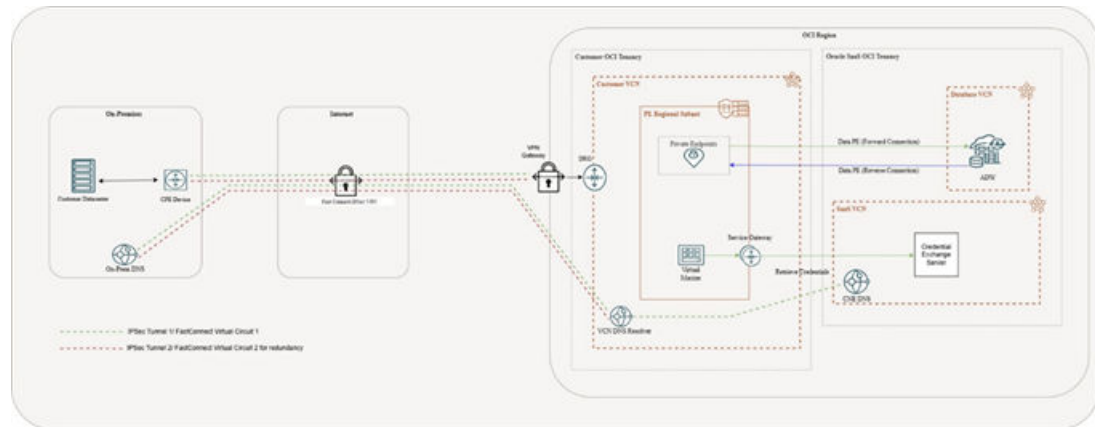 OCI Region
Customer OCI Tenancy
Oracle SaaS OCI Tenancy
Customer VCN
Database VCN
On-Premises
Internet
PE Regional Subnet
VPN
Gateway
DRG
Private Endpoints
Data PE (Forward Connection)
Data PE (Reverse Connection)
ADW
Customer Datacenter
CPE Device
FastConnect/IPSec VPN
SaaS VCN
Service Gateway
Credential
Exchange
Server
Virtual
Machine
Retrieve Credentials
On-Prem DNS
VCN DNS Resolver
IPSec Tunnel 1/ FastConnect Virtual Circuit 1
IPSec Tunnel 2/ FastConnect Virtual Circuit 2 for redundancy